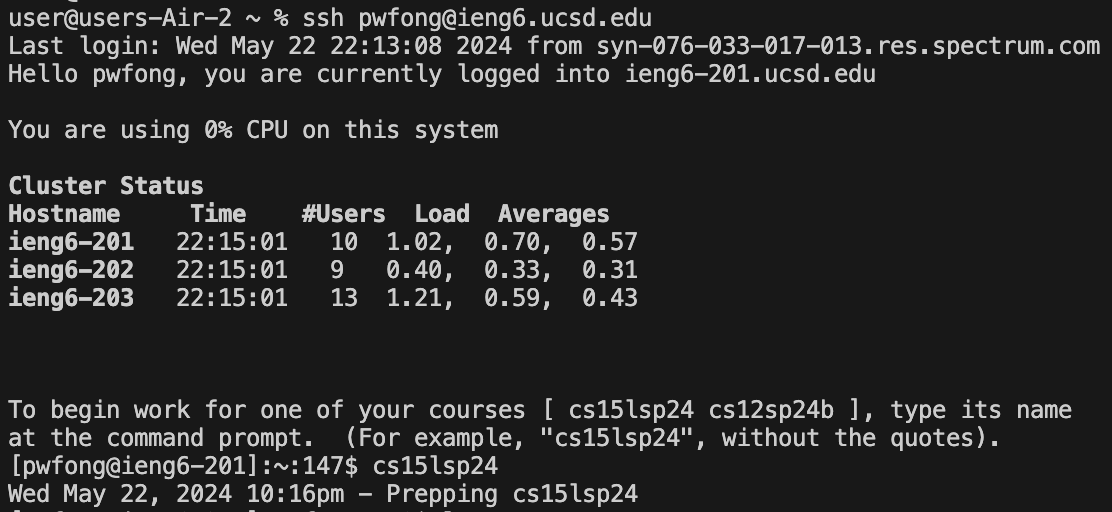 user@users-Air-2 ~ % ssh pwfong@ieng6.ucsd.edu
Last login: Wed May 22 22:13:08 2024 from syn-076-033-017-013.res.spectrum.com
Hello pwfong, you are currently logged into ieng6-201.ucsd.edu
You are using 0% CPU on this system
Cluster Status
Hostname     Time    #Users  Load  Averages
ieng6-201   22:15:01   10  1.02,  0.70,  0.57
ieng6-202   22:15:01   9   0.40,  0.33,  0.31
ieng6-203   22:15:01   13  1.21,  0.59,  0.43
To begin work for one of your courses [ cs15lsp24 cs12sp24b ], type its name
at the command prompt.  (For example, "cs15lsp24", without the quotes).
[pwfong@ieng6-201]:~:147$ cs15lsp24
Wed May 22, 2024 10:16pm - Prepping cs15lsp24